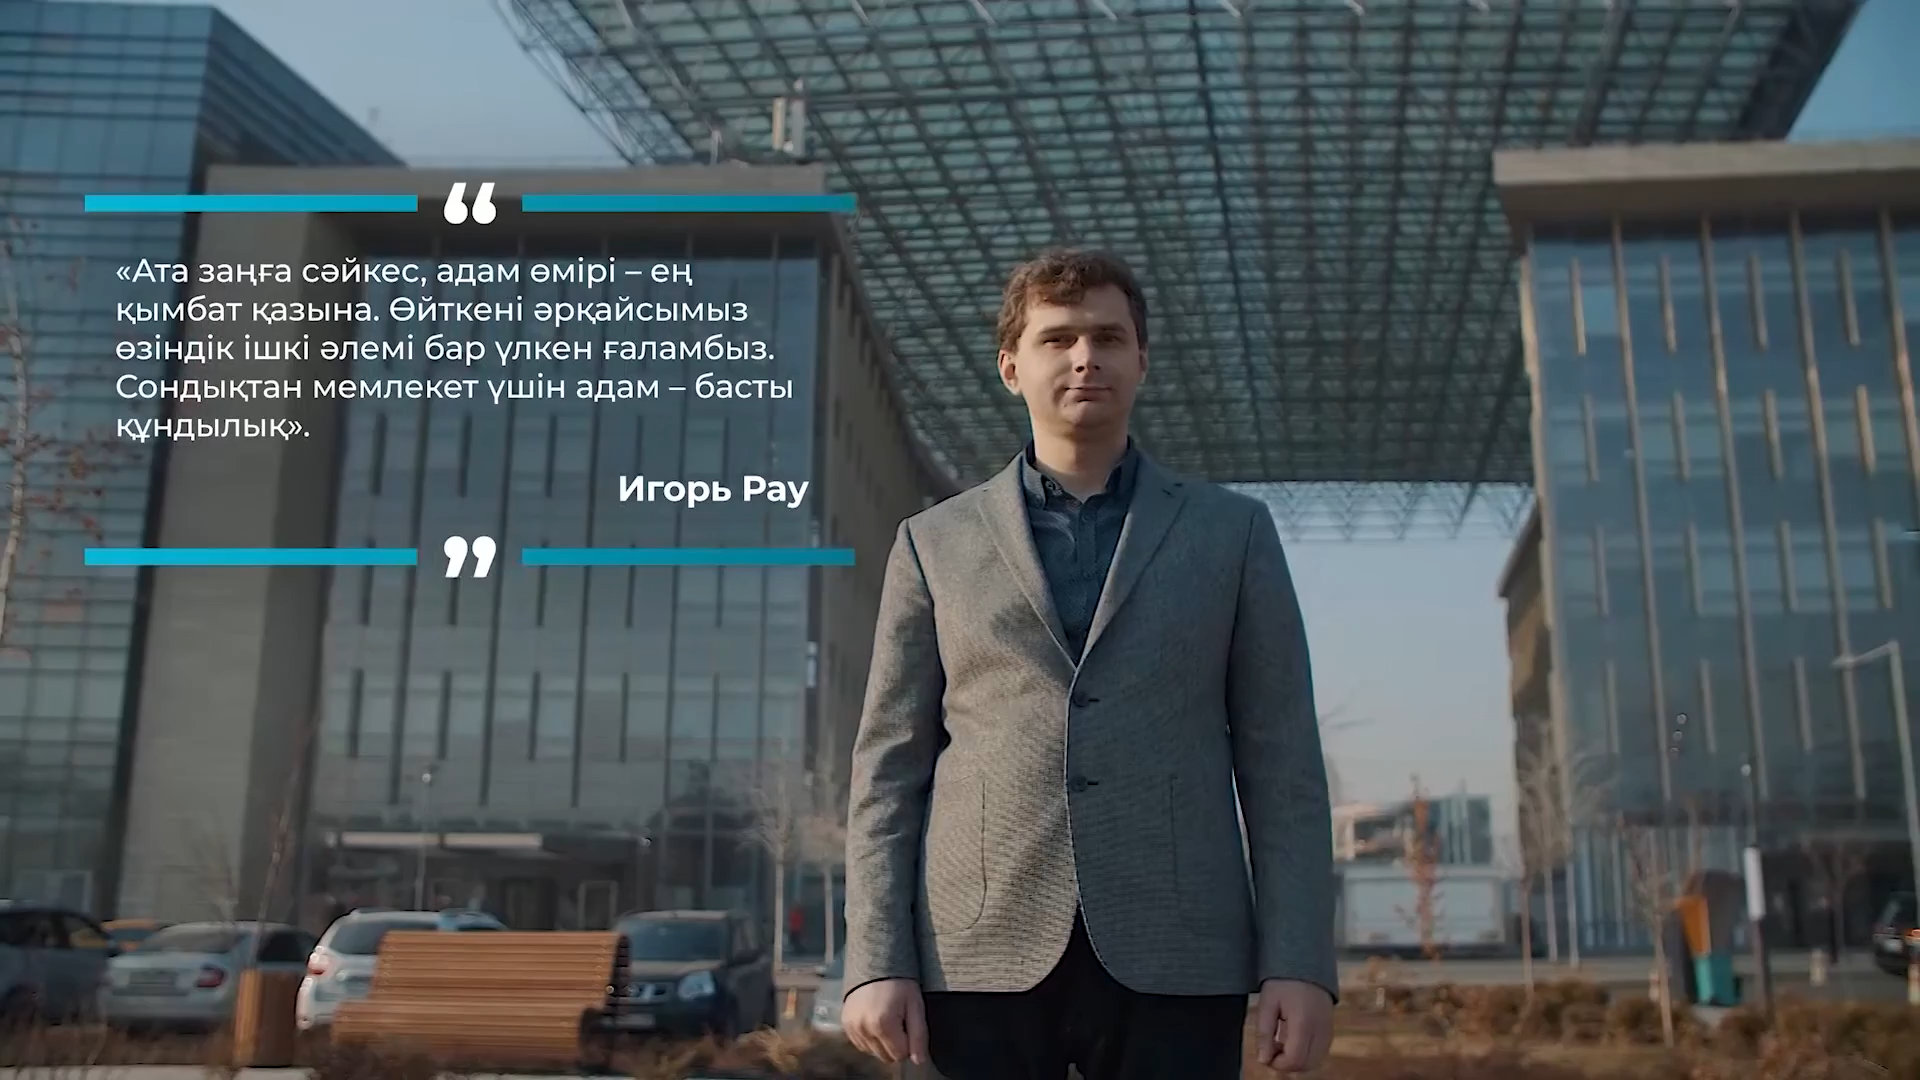 “
«Ата заңға сәйкес, адам өмірі – ең
қымбат қазына. Өйткені әрқайсымыз
өзіндік ішкі әлемі бар үлкен ғаламбыз.
Сондықтан мемлекет үшін адам – басты
құндылық».
Игорь Рау
”